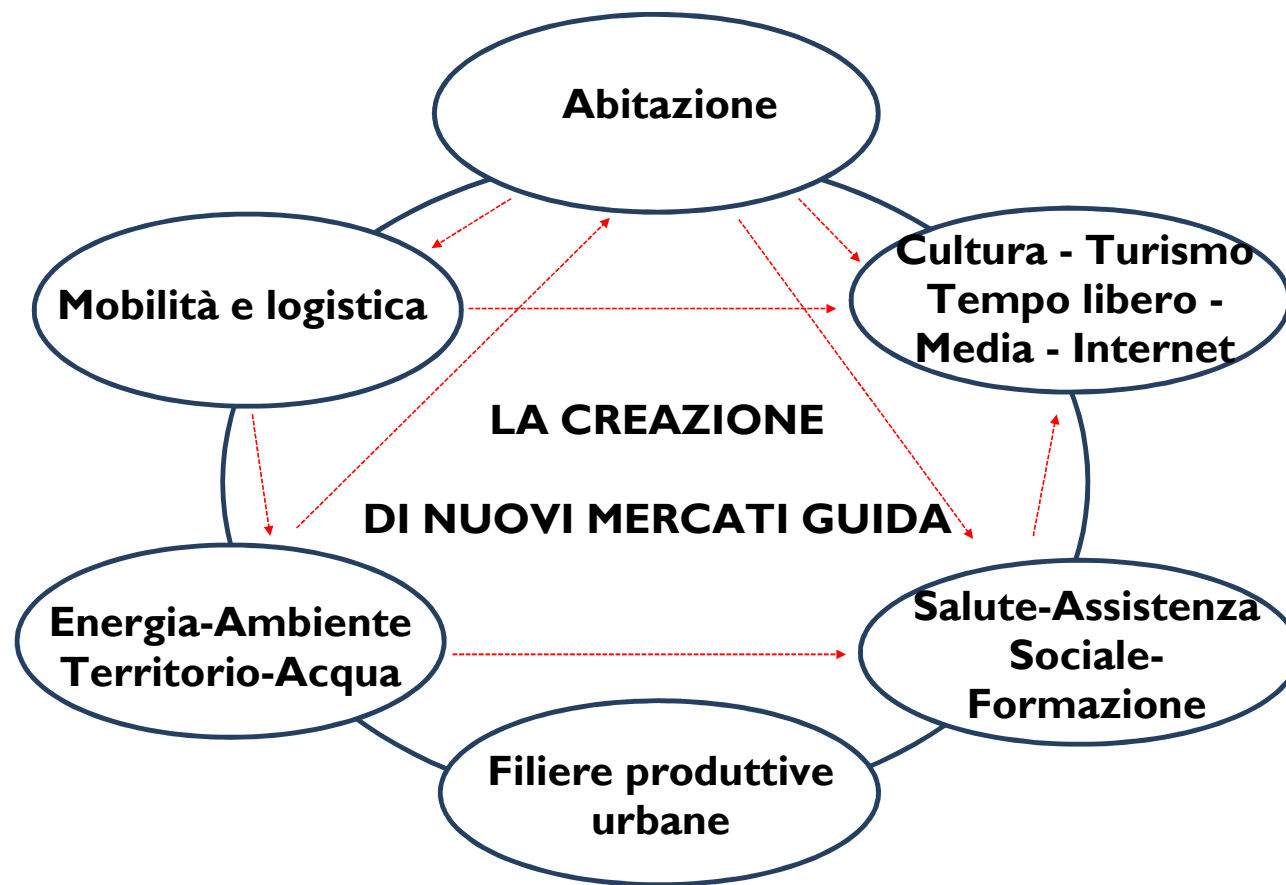 Abitazione
Mobilità e logistica
Cultura - Turismo
Tempo libero -
Media - Internet
LA CREAZIONE
DI NUOVI MERCATI GUIDA
Energia-Ambiente
Territorio-Acqua
Salute-Assistenza
Sociale-
Formazione
Filiere produttive
urbane